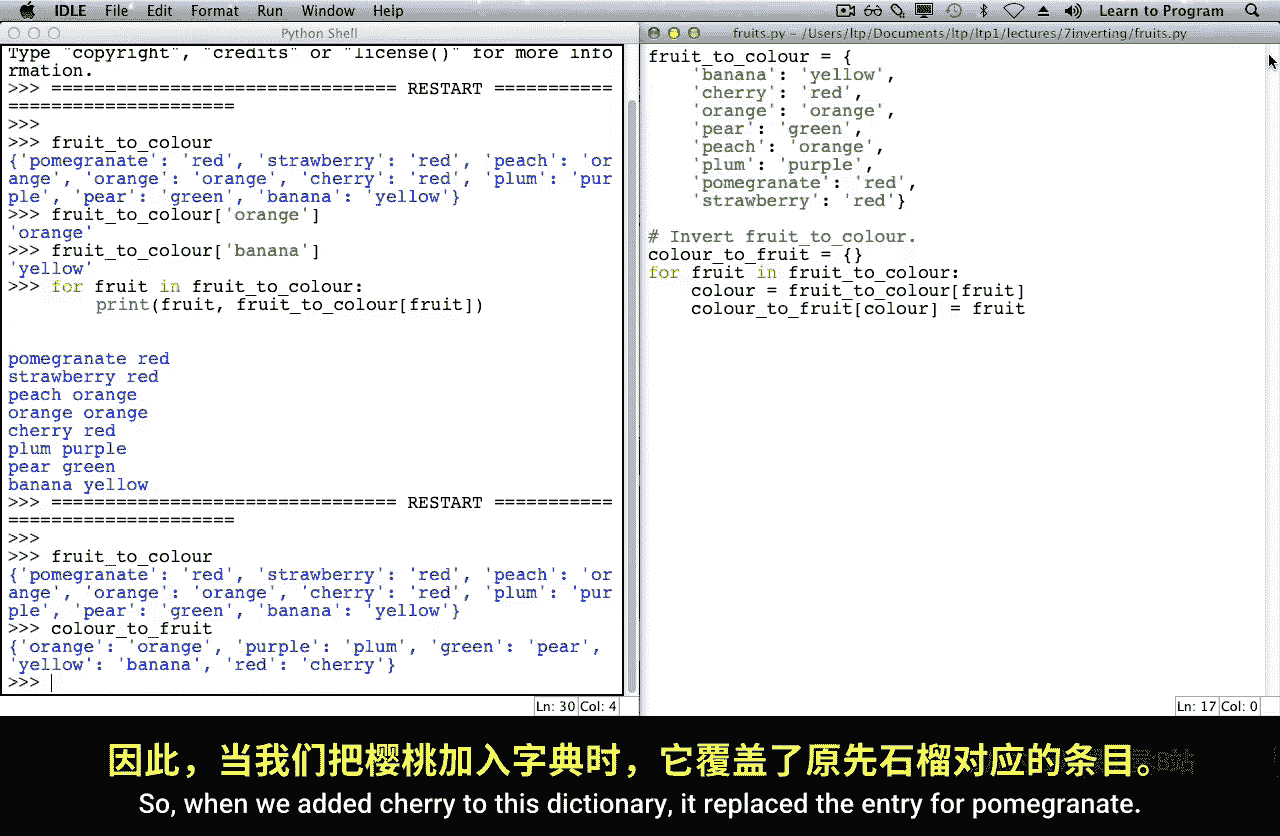 IDLE File Edit Format Run Window Help Learn to Program
Python Shell
Type "copyright", "credits" or "license()" for more info
rmation.
>>> ================================ RESTART ===========
=====================
>>>
>>> fruit_to_colour
{'pomegranate': 'red', 'strawberry': 'red', 'peach': 'or
ange', 'orange': 'orange', 'cherry': 'red', 'plum': 'pur
ple', 'pear': 'green', 'banana': 'yellow'}
>>> fruit_to_colour['orange']
'orange'
>>> fruit_to_colour['banana']
'yellow'
>>> for fruit in fruit_to_colour:
print(fruit, fruit_to_colour[fruit])
pomegranate red
strawberry red
peach orange
orange orange
cherry red
plum purple
pear green
banana yellow
>>> ================================ RESTART ===========
=====================
>>>
>>> fruit_to_colour
{'pomegranate': 'red', 'strawberry': 'red', 'peach': 'or
ange', 'orange': 'orange', 'cherry': 'red', 'plum': 'pur
ple', 'pear': 'green', 'banana': 'yellow'}
>>> colour_to_fruit
{'orange': 'orange', 'purple': 'plum', 'green': 'pear',
'yellow': 'banana', 'red': 'cherry'}
>>>
Ln: 30 Col: 4
fruits.py – /Users/ltp/Documents/ltp/ltp1/lectures/7inverting/fruits.py
fruit_to_colour = {
'banana': 'yellow',
'cherry': 'red',
'orange': 'orange',
'pear': 'green',
'peach': 'orange',
'plum': 'purple',
'pomegranate': 'red',
'strawberry': 'red'}
# Invert fruit_to_colour.
colour_to_fruit = {}
for fruit in fruit_to_colour:
colour = fruit_to_colour[fruit]
colour_to_fruit[colour] = fruit
Ln: 17 Col: 0
因此，当我们把樱桃加入字典时，它覆盖了原先石榴对应的条目。
So, when we added cherry to this dictionary, it replaced the entry for pomegranate.